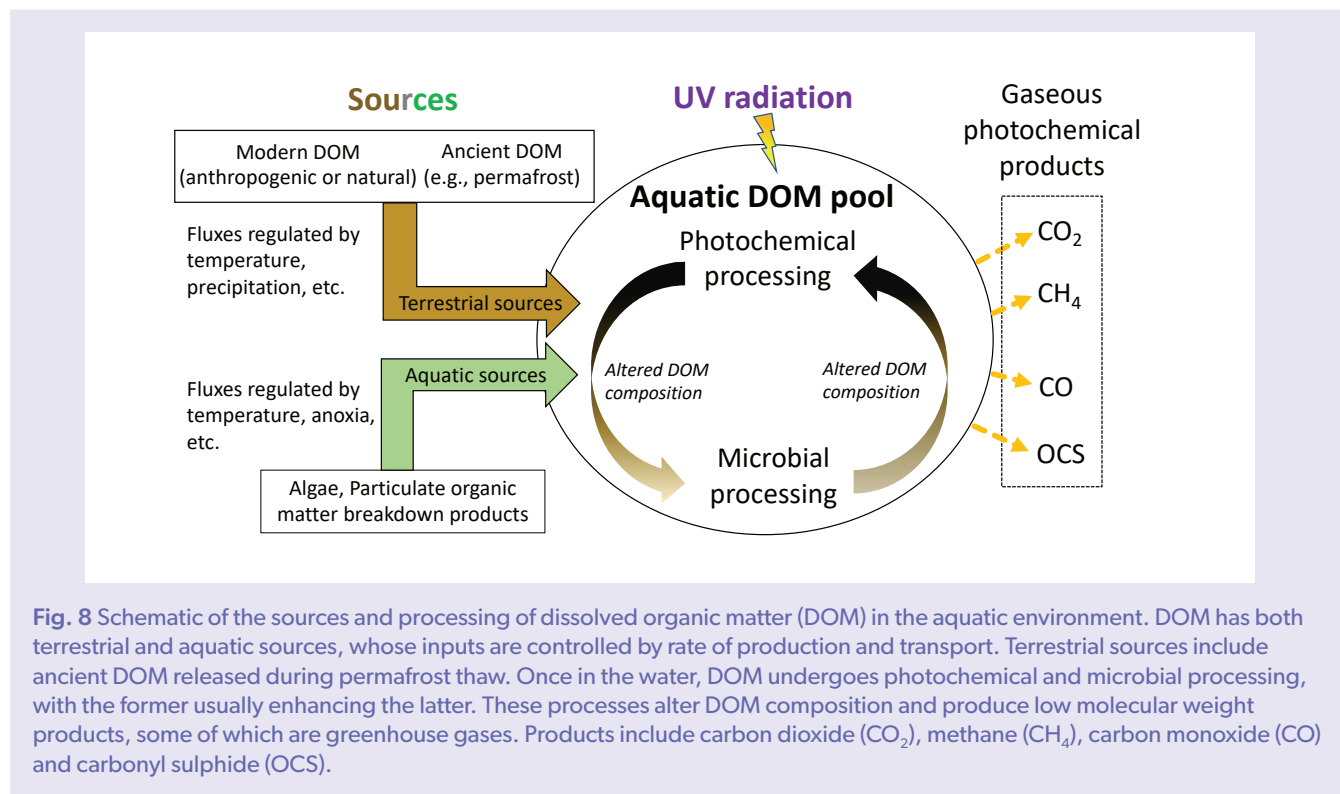 Sources
Modern DOM
(anthropogenic or natural)
Ancient DOM
(e.g., permafrost)
Fluxes regulated by
temperature,
precipitation, etc.
Terrestrial sources
Aquatic sources
Fluxes regulated by
temperature, anoxia,
etc.
Algae, Particulate organic
matter breakdown products
UV radiation
Aquatic DOM pool
Photochemical
processing
Altered DOM
composition
Altered DOM
composition
Microbial
processing
Gaseous
photochemical
products
CO₂
CH₄
CO
OCS
Fig. 8 Schematic of the sources and processing of dissolved organic matter (DOM) in the aquatic environment. DOM has both
terrestrial and aquatic sources, whose inputs are controlled by rate of production and transport. Terrestrial sources include
ancient DOM released during permafrost thaw. Once in the water, DOM undergoes photochemical and microbial processing,
with the former usually enhancing the latter. These processes alter DOM composition and produce low molecular weight
products, some of which are greenhouse gases. Products include carbon dioxide (CO₂), methane (CH₄), carbon monoxide (CO)
and carbonyl sulphide (OCS).